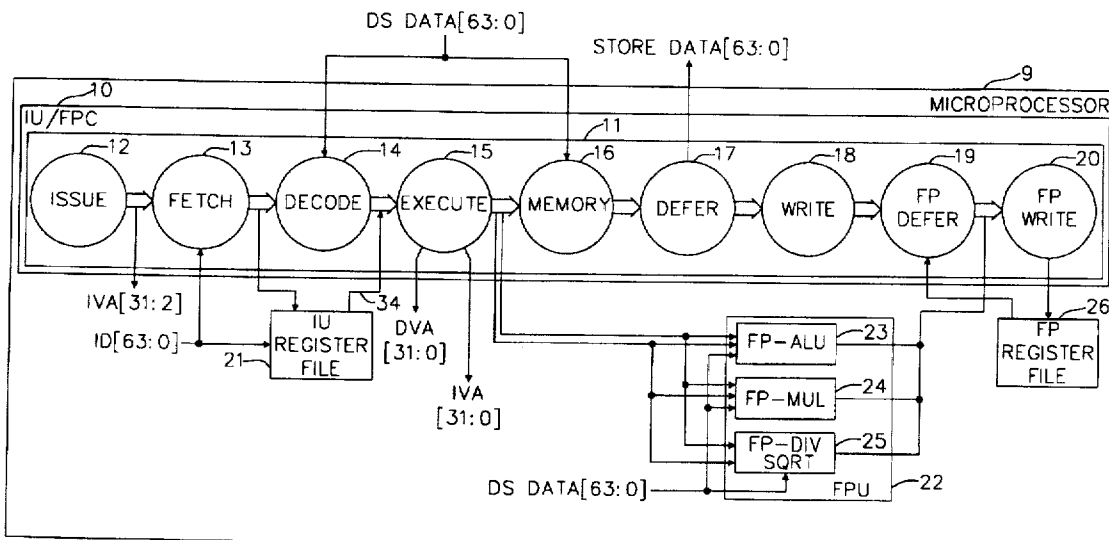 DS DATA[63:0]
STORE DATA[63:0]
9
10
MICROPROCESSOR
IU/FPC
11
12
13
14
15
16
17
18
19
20
ISSUE
FETCH
DECODE
EXECUTE
MEMORY
DEFER
WRITE
FP
DEFER
FP
WRITE
IVA[31:2]
34
ID[63:0]
21
IU
REGISTER
FILE
DVA
[31:0]
IVA
[31:0]
FP-ALU
23
FP-MUL
24
FP-DIV
SQRT
25
DS DATA[63:0]
FPU
22
26
FP
REGISTER
FILE